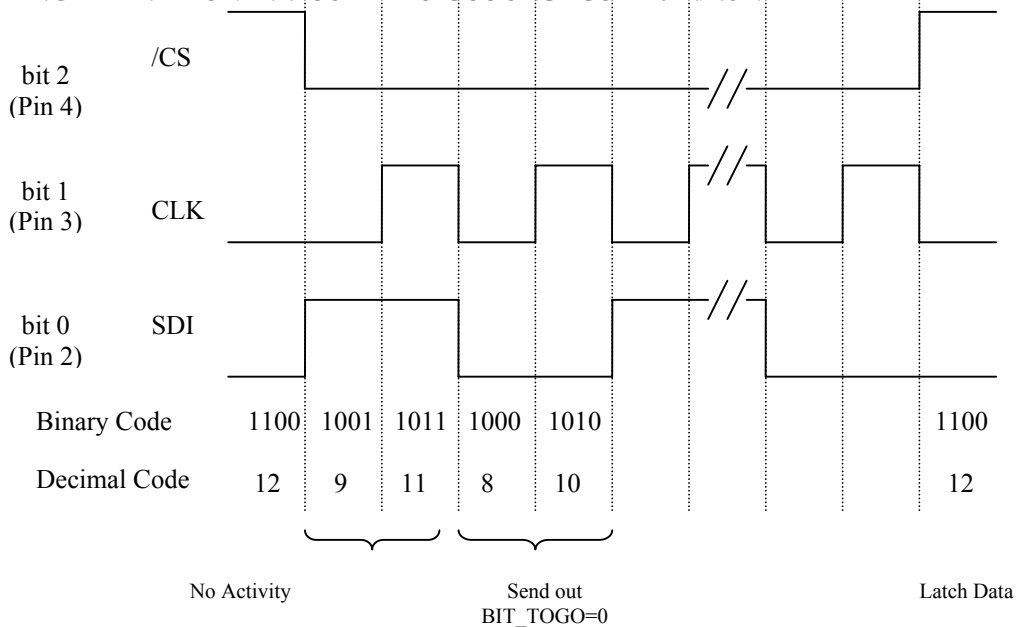 /CS
bit 2
(Pin 4)
bit 1
(Pin 3)
CLK
bit 0
(Pin 2)
SDI
Binary Code 1100 1001 1011 1000 1010 1100
Decimal Code 12 9 11 8 10 12
No Activity Send out Latch Data
BIT_TOGO=0